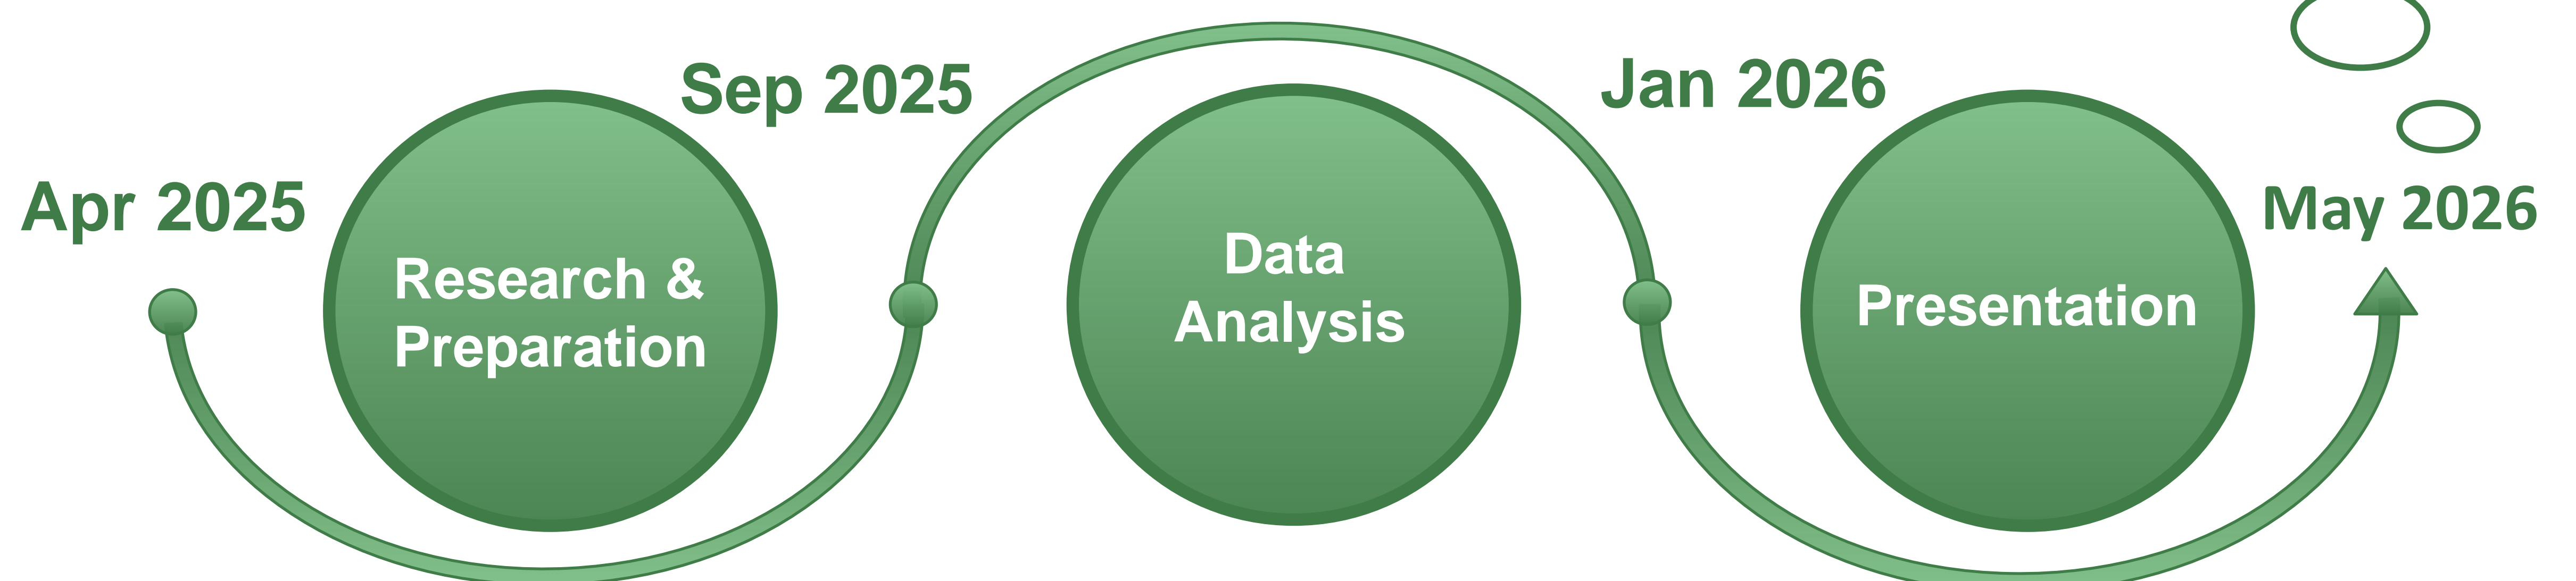 Apr 2025
Research &
Preparation
Sep 2025
Data
Analysis
Jan 2026
Presentation
May 2026